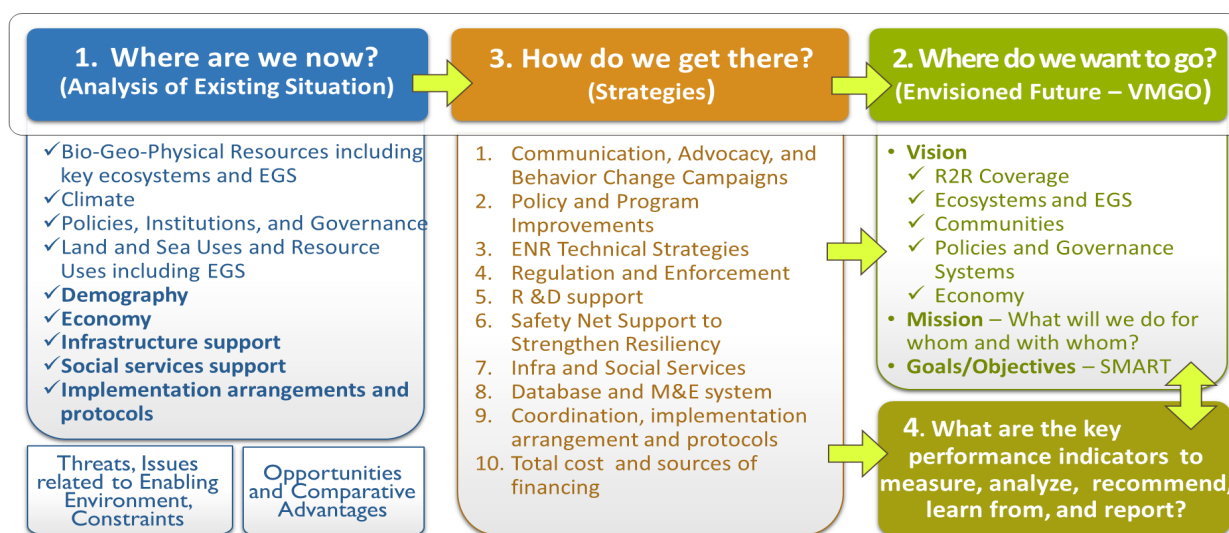 1. Where are we now?
(Analysis of Existing Situation)
✓Bio-Geo-Physical Resources including
key ecosystems and EGS
✓Climate
✓Policies, Institutions, and Governance
✓Land and Sea Uses and Resource
Uses including EGS
✓Demography
✓Economy
✓Infrastructure support
✓Social services support
✓Implementation arrangements and
protocols
Threats, Issues
related to Enabling
Environment,
Constraints
Opportunities
and Comparative
Advantages
3. How do we get there?
(Strategies)
1. Communication, Advocacy, and
Behavior Change Campaigns
2. Policy and Program
Improvements
3. ENR Technical Strategies
4. Regulation and Enforcement
5. R &D support
6. Safety Net Support to
Strengthen Resiliency
7. Infra and Social Services
8. Database and M&E system
9. Coordination, implementation
arrangement and protocols
10. Total cost and sources of
financing
2. Where do we want to go?
(Envisioned Future – VMGO)
• Vision
✓ R2R Coverage
✓ Ecosystems and EGS
✓ Communities
✓ Policies and Governance
Systems
✓ Economy
• Mission – What will we do for
whom and with whom?
• Goals/Objectives – SMART
4. What are the key
performance indicators to
measure, analyze, recommend,
learn from, and report?